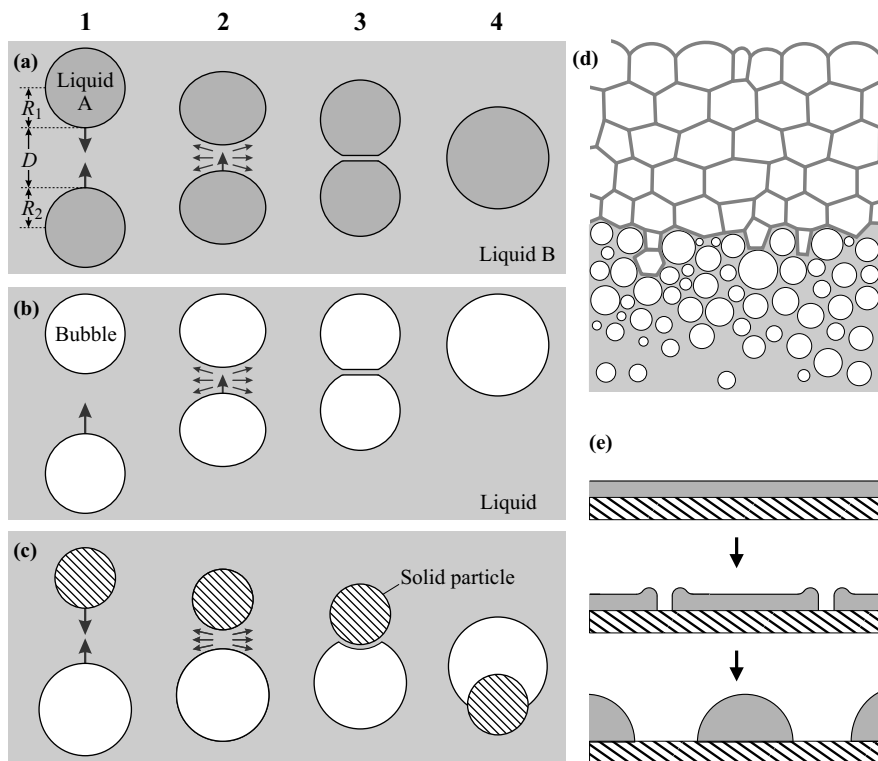 1 2 3 4
(a)
Liquid
A
R1
D
R2
Liquid B
(b)
Bubble
Liquid
(c)
Solid particle
(d)
(e)